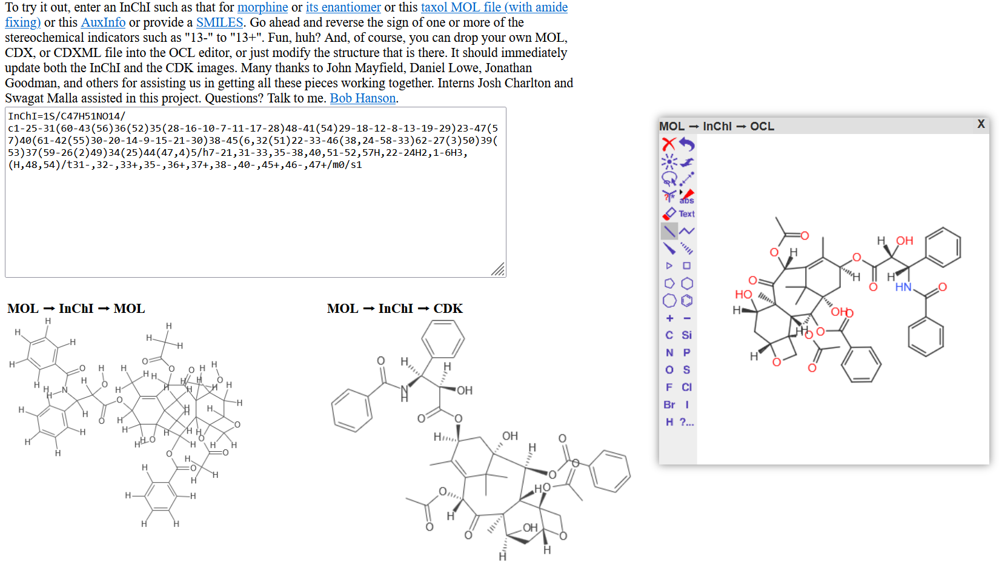 To try it out, enter an InChI such as that for morphine or its enantiomer or this taxol MOL file (with amide
fixing) or this AuxInfo or provide a SMILES. Go ahead and reverse the sign of one or more of the
stereochemical indicators such as "13-" to "13+". Fun, huh? And, of course, you can drop your own MOL,
CDX, or CDXML file into the OCL editor, or just modify the structure that is there. It should immediately
update both the InChI and the CDK images. Many thanks to John Mayfield, Daniel Lowe, Jonathan
Goodman, and others for assisting us in getting all these pieces working together. Interns Josh Charlton and
Swagat Malla assisted in this project. Questions? Talk to me. Bob Hanson.
InChI=1S/C47H51NO14/
c1-25-31(60-43(56)36(52)35(28-16-10-7-11-17-28)48-41(54)29-18-12-8-13-19-29)23-47(5
7)40(61-42(55)30-20-14-9-15-21-30)38-45(6,32(51)22-33-46(38,24-58-33)62-27(3)50)39(
53)37(59-26(2)49)34(25)44(47,4)5/h7-21,31-33,35-38,40,51-52,57H,22-24H2,1-6H3,
(H,48,54)/t31-,32-,33+,35-,36+,37+,38-,40-,45+,46-,47+/m0/s1
MOL → InChI → OCL X
?* abs
Text
+ −
C Si
N P
O S
F Cl
Br I
H ?...
O
O H
H OH
O
O
HO
H
H
O
H
HN
O
OH
O
O
H
H
O
H
O
O
MOL → InChI → MOL
H
H
H
H
H
O
H
N
H
H
O
H
O
O
H
H
H
H
H
H
H
O
O
O
H
H
O
H
H
H
O
H
O
H
O
O
H
H
H
H
H
MOL → InChI → CDK
O
H
H
N
H
OH
O
O
H
OH
H
O
O
O
HO
O
O
H
O
O
OH
O
H
H